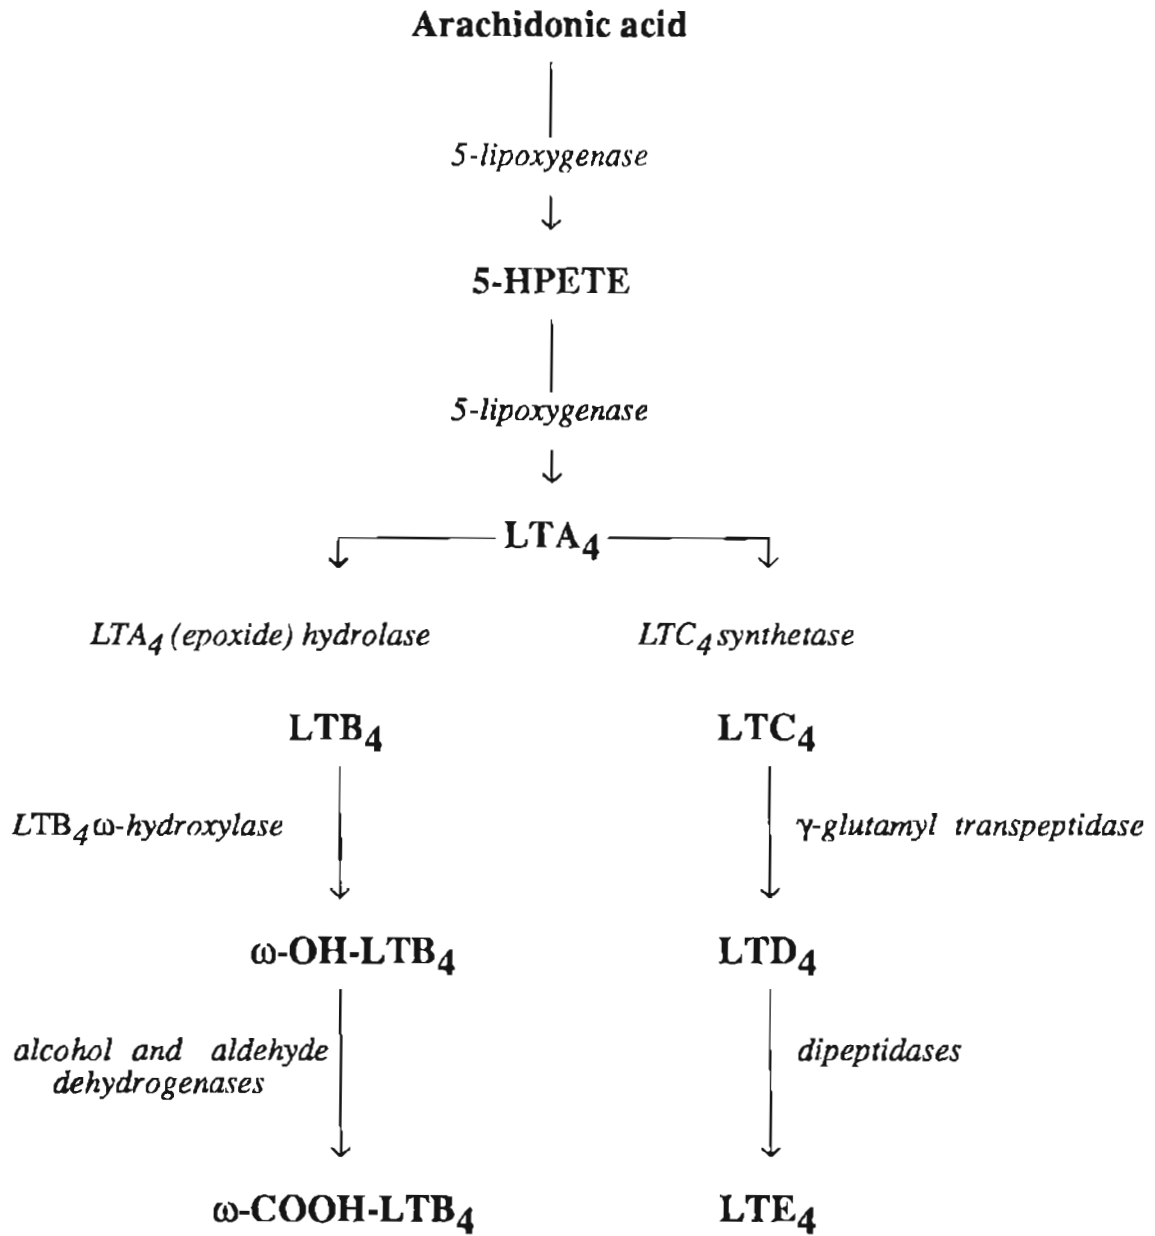 Arachidonic acid
5-lipoxygenase
5-HPETE
5-lipoxygenase
LTA4
LTA4 (epoxide) hydrolase
LTC4 synthetase
LTB4
LTC4
LTB4 ω-hydroxylase
γ-glutamyl transpeptidase
ω-OH-LTB4
LTD4
alcohol and aldehyde
dehydrogenases
dipeptidases
ω-COOH-LTB4
LTE4